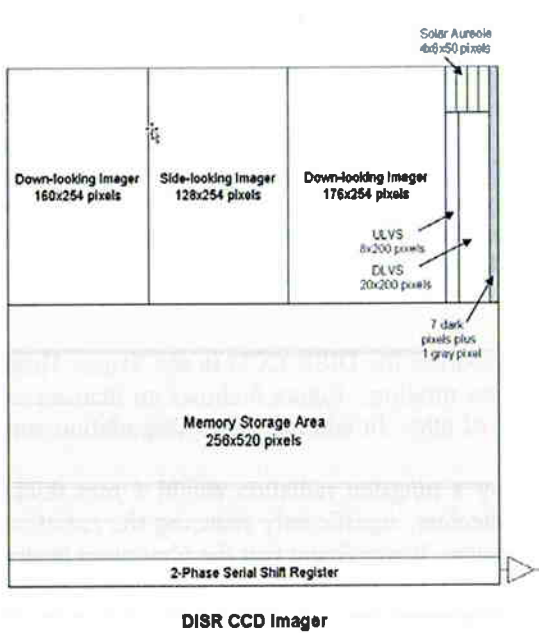 Solar Aureole
4x6x50 pixels
Down-looking Imager
160x254 pixels
Side-looking Imager
128x254 pixels
Down-looking Imager
176x254 pixels
ULVS
8x200 pixels
DLVS
20x200 pixels
7 dark
pixels plus
1 gray pixel
Memory Storage Area
256x520 pixels
2-Phase Serial Shift Register
DISR CCD Imager